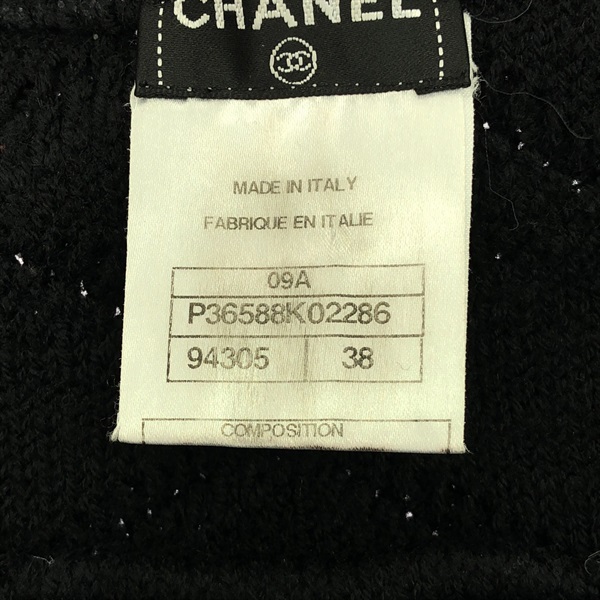 CHANEL
MADE IN ITALY
FABRIQUE EN ITALIE
09A
P36588K02286
94305 38
COMPOSITION